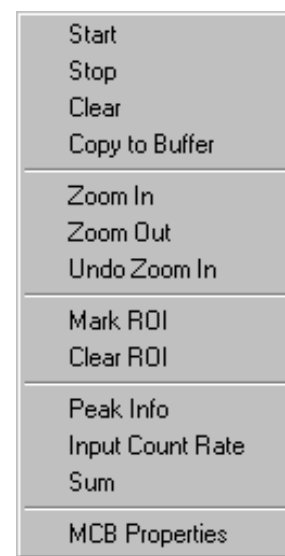 Start
Stop
Clear
Copy to Buffer
Zoom In
Zoom Out
Undo Zoom In
Mark ROI
Clear ROI
Peak Info
Input Count Rate
Sum
MCB Properties